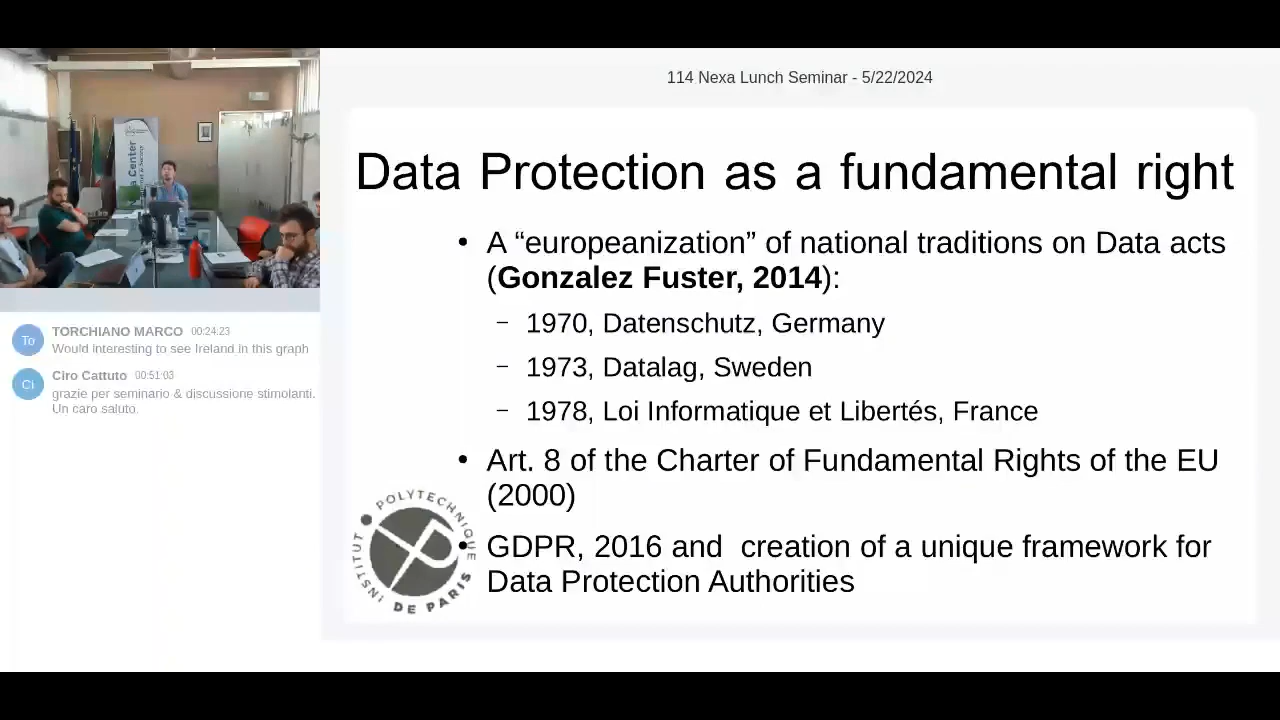 114 Nexa Lunch Seminar - 5/22/2024
Data Protection as a fundamental right
• A “europeanization” of national traditions on Data acts
(Gonzalez Fuster, 2014):
– 1970, Datenschutz, Germany
– 1973, Datalag, Sweden
– 1978, Loi Informatique et Libertés, France
• Art. 8 of the Charter of Fundamental Rights of the EU
(2000)
• GDPR, 2016 and creation of a unique framework for
Data Protection Authorities
INSTITUT POLYTECHNIQUE DE PARIS
Center
To
TORCHIANO MARCO 00:24:23
Would interesting to see Ireland in this graph
Ci
Ciro Cattuto 00:51:03
grazie per seminario & discussione stimolanti.
Un caro saluto.